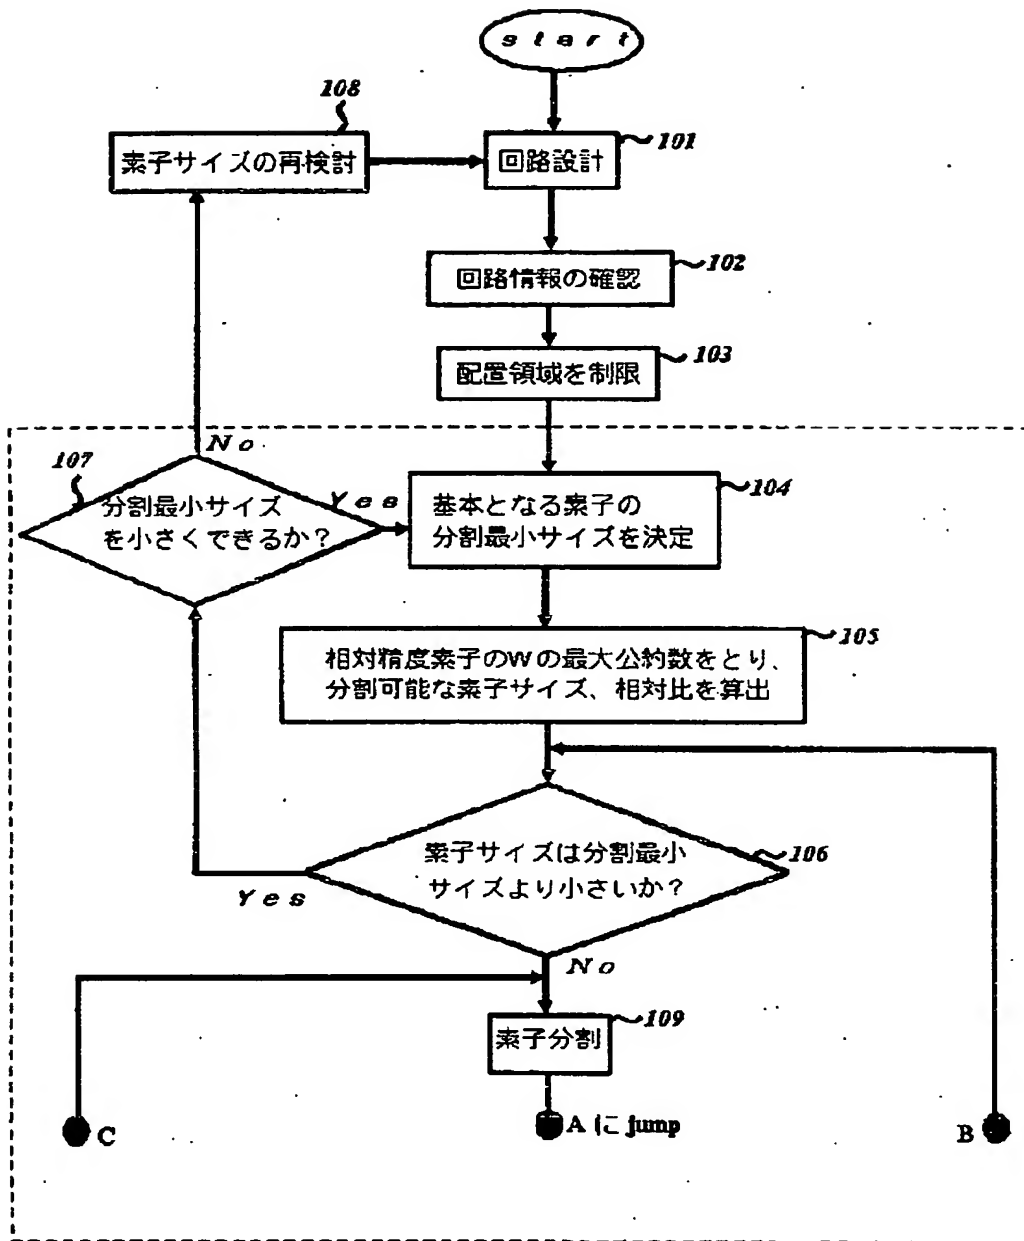 start
108
素子サイズの再検討
101
回路設計
102
回路情報の確認
103
配置領域を制限
No
107
分割最小サイズ
を小さくできるか？
Yes
104
基本となる素子の
分割最小サイズを決定
105
相対精度素子のWの最大公約数をとり、
分割可能な素子サイズ、相対比を算出
106
素子サイズは分割最小
サイズより小さいか？
Yes
No
109
素子分割
C
Aにjump
B